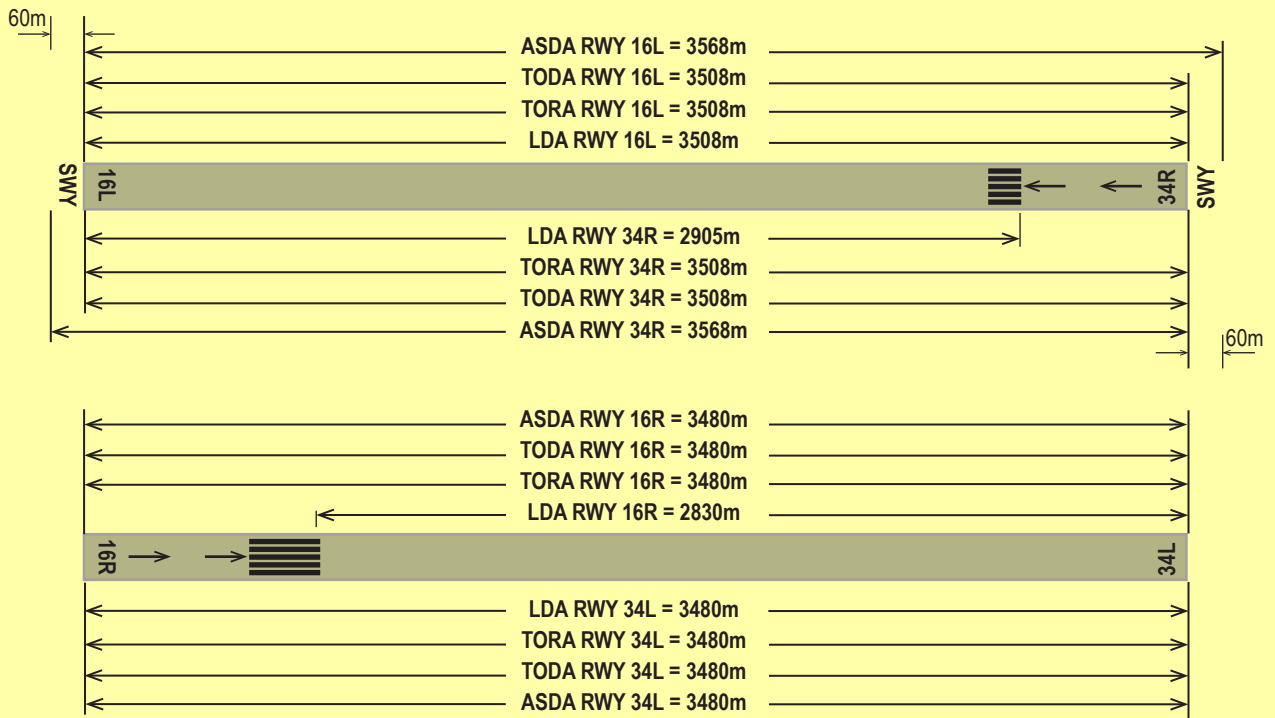 60m
ASDA RWY 16L = 3568m
TODA RWY 16L = 3508m
TORA RWY 16L = 3508m
LDA RWY 16L = 3508m
SWY 16L 34R SWY
LDA RWY 34R = 2905m
TORA RWY 34R = 3508m
TODA RWY 34R = 3508m
ASDA RWY 34R = 3568m
60m
ASDA RWY 16R = 3480m
TODA RWY 16R = 3480m
TORA RWY 16R = 3480m
LDA RWY 16R = 2830m
16R 34L
LDA RWY 34L = 3480m
TORA RWY 34L = 3480m
TODA RWY 34L = 3480m
ASDA RWY 34L = 3480m